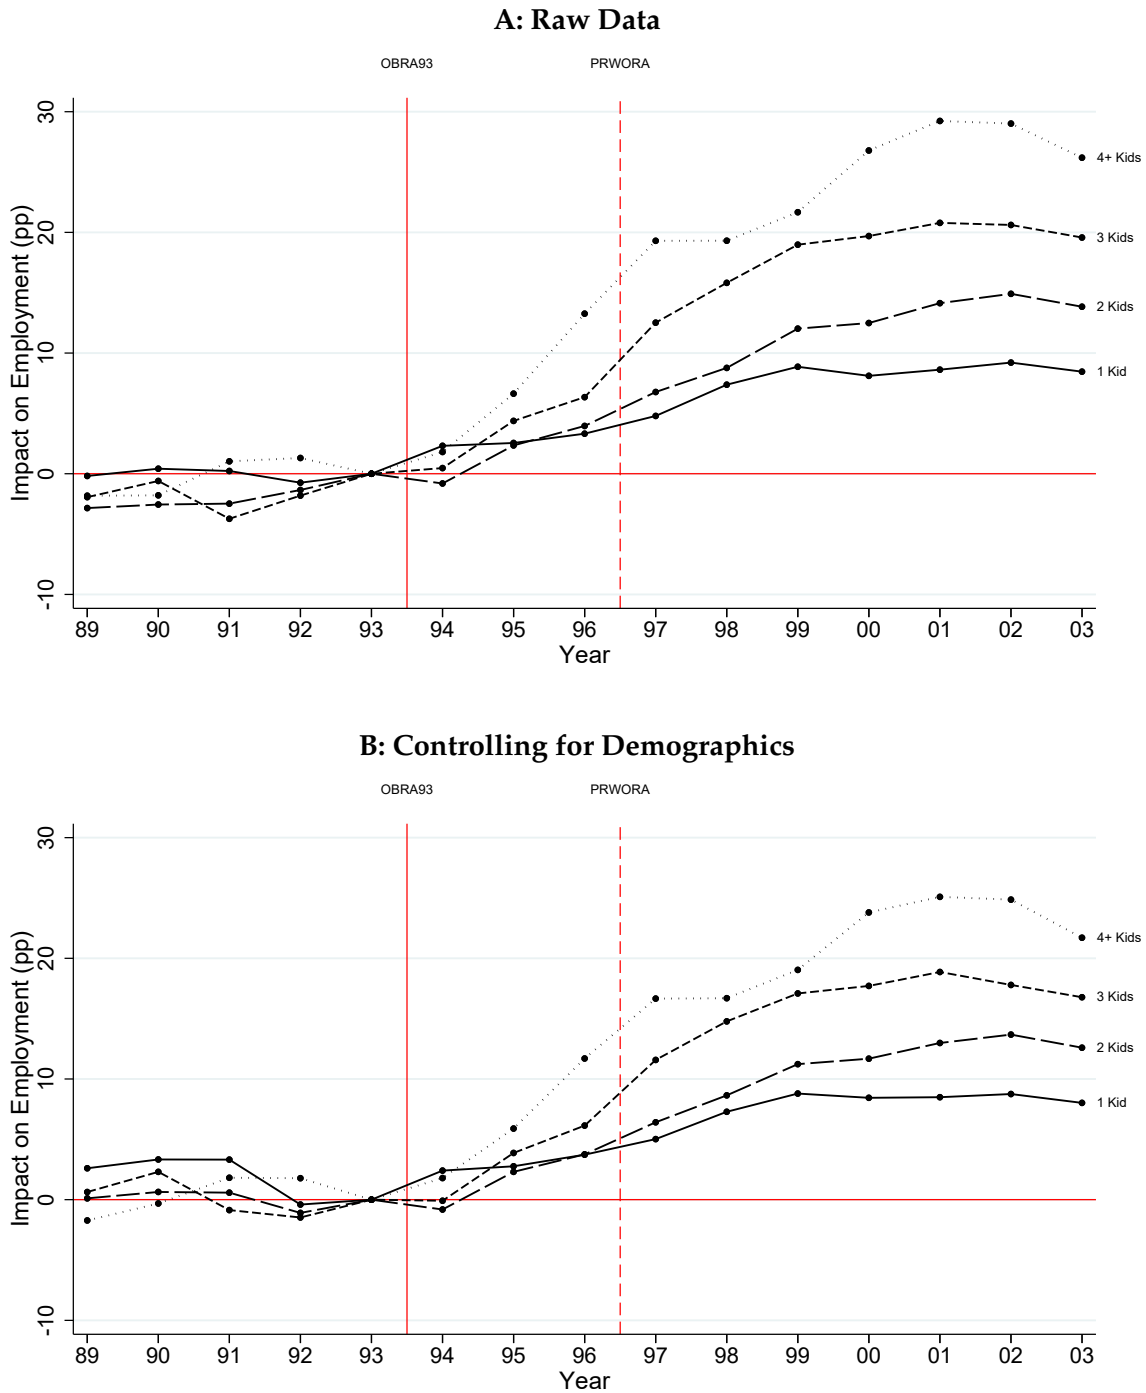 A: Raw Data
OBRA93 PRWORA
Impact on Employment (pp)
30
20
10
0
-10
4+ Kids
3 Kids
2 Kids
1 Kid
89 90 91 92 93 94 95 96 97 98 99 00 01 02 03
Year
B: Controlling for Demographics
OBRA93 PRWORA
Impact on Employment (pp)
30
20
10
0
-10
4+ Kids
3 Kids
2 Kids
1 Kid
89 90 91 92 93 94 95 96 97 98 99 00 01 02 03
Year